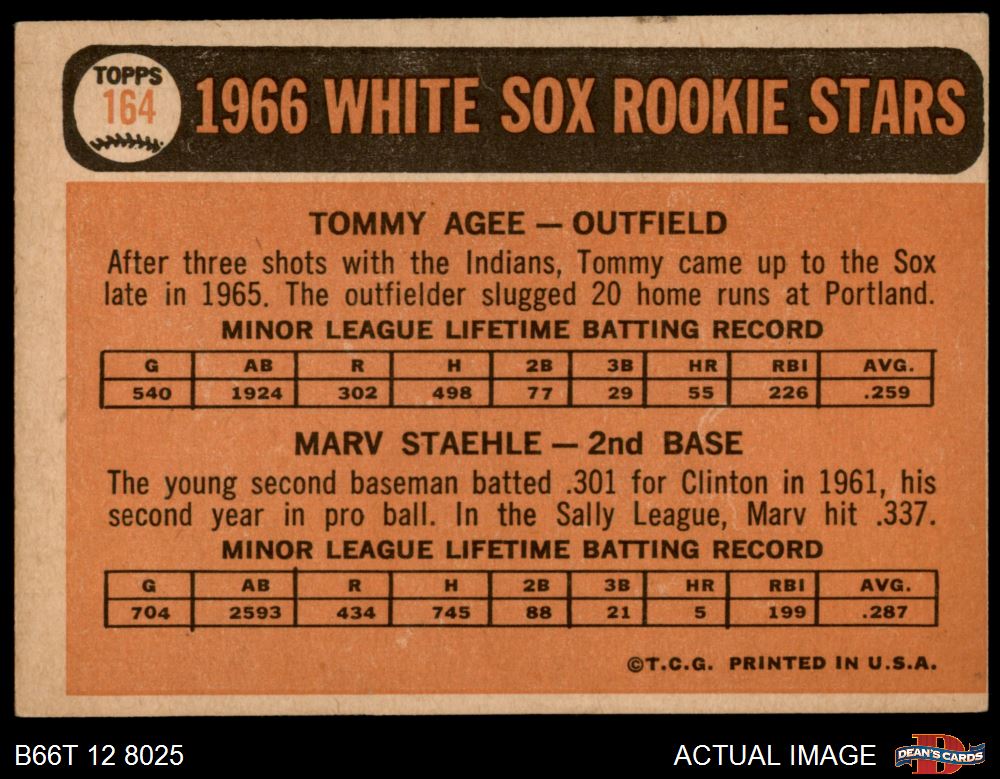 TOPPS
164
1966 WHITE SOX ROOKIE STARS
TOMMY AGEE — OUTFIELD
After three shots with the Indians, Tommy came up to the Sox
late in 1965. The outfielder slugged 20 home runs at Portland.
MINOR LEAGUE LIFETIME BATTING RECORD
G AB R H 2B 3B HR RBI AVG.
540 1924 302 498 77 29 55 226 .259
MARV STAEHLE — 2nd BASE
The young second baseman batted .301 for Clinton in 1961, his
second year in pro ball. In the Sally League, Marv hit .337.
MINOR LEAGUE LIFETIME BATTING RECORD
G AB R H 2B 3B HR RBI AVG.
704 2593 434 745 88 21 5 199 .287
©T.C.G. PRINTED IN U.S.A.
B66T 12 8025
ACTUAL IMAGE
D
DEAN'S CARDS